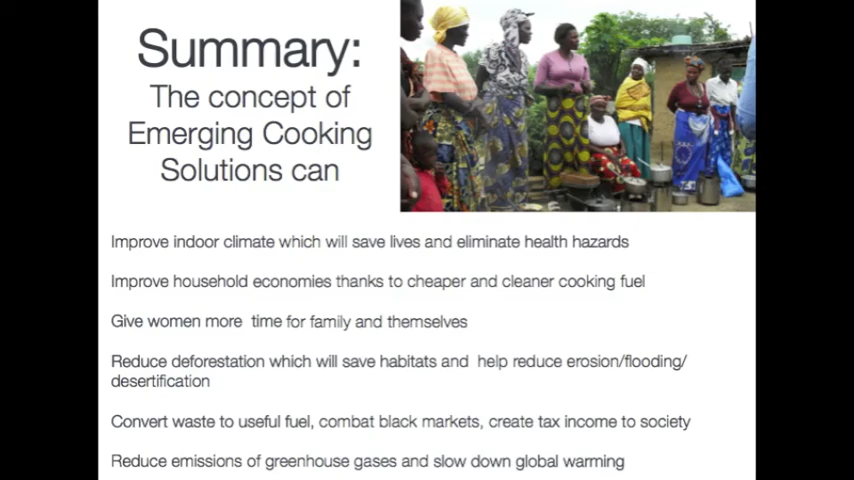 Summary:
The concept of
Emerging Cooking
Solutions can
Improve indoor climate which will save lives and eliminate health hazards
Improve household economies thanks to cheaper and cleaner cooking fuel
Give women more time for family and themselves
Reduce deforestation which will save habitats and help reduce erosion/flooding/
desertification
Convert waste to useful fuel, combat black markets, create tax income to society
Reduce emissions of greenhouse gases and slow down global warming